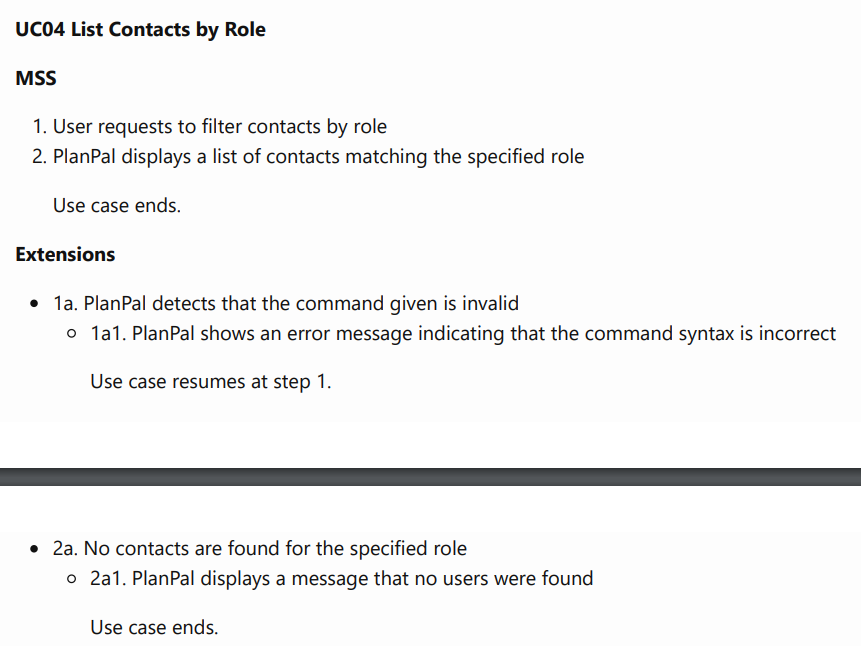 UC04 List Contacts by Role
MSS
1. User requests to filter contacts by role
2. PlanPal displays a list of contacts matching the specified role
Use case ends.
Extensions
• 1a. PlanPal detects that the command given is invalid
○ 1a1. PlanPal shows an error message indicating that the command syntax is incorrect
Use case resumes at step 1.
• 2a. No contacts are found for the specified role
○ 2a1. PlanPal displays a message that no users were found
Use case ends.